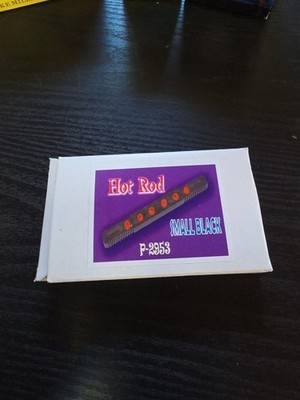 Hot Rod
SMALL BLACK
P-2953